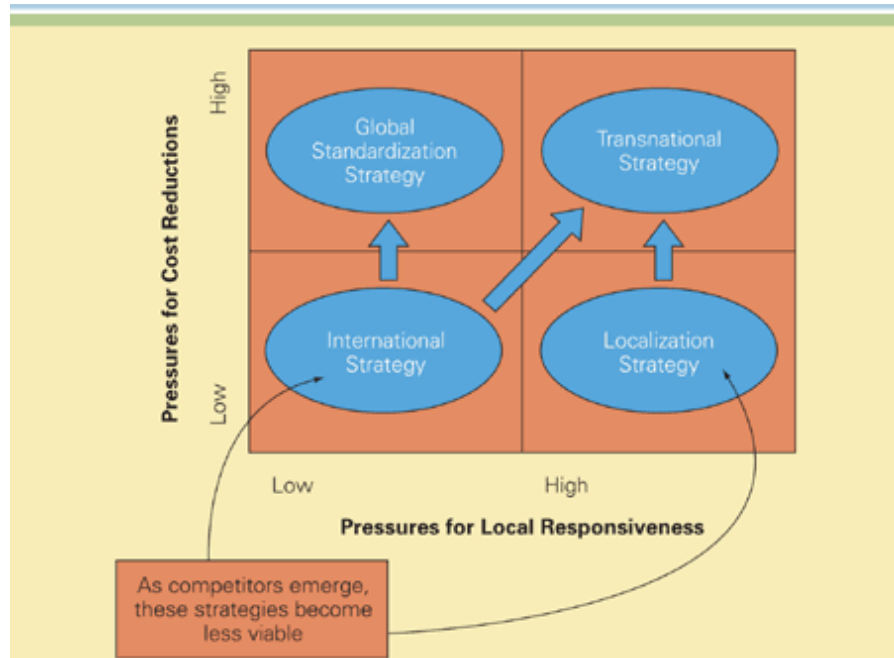 Pressures for Cost Reductions
High
Low
Global
Standardization
Strategy
Transnational
Strategy
International
Strategy
Localization
Strategy
Low
High
Pressures for Local Responsiveness
As competitors emerge,
these strategies become
less viable